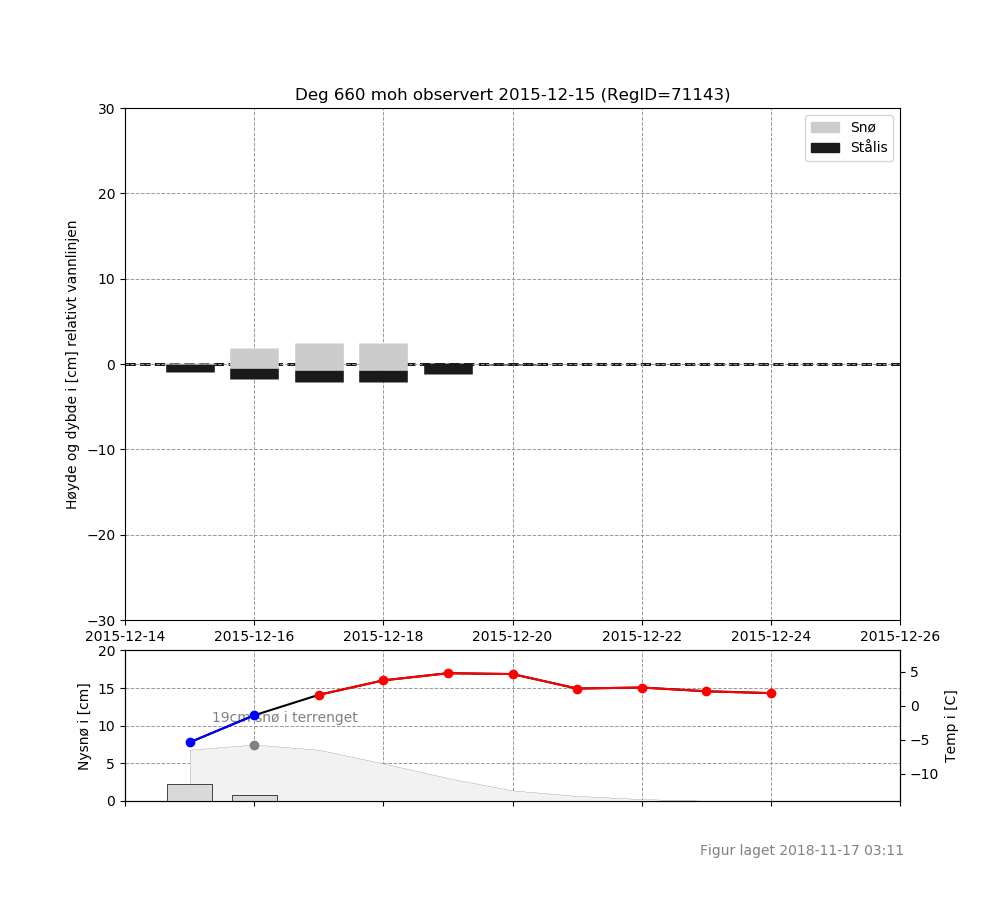 Deg 660 moh observert 2015-12-15 (RegID=71143)
Høyde og dybde i [cm] relativt vannlinjen
30
20
10
0
−10
−20
−30
Snø
Stålis
2015-12-14 2015-12-16 2015-12-18 2015-12-20 2015-12-22 2015-12-24 2015-12-26
Nysnø i [cm]
20
15
10
5
0
19cm snø i terrenget
5
0
−5
−10
Temp i [C]
Figur laget 2018-11-17 03:11